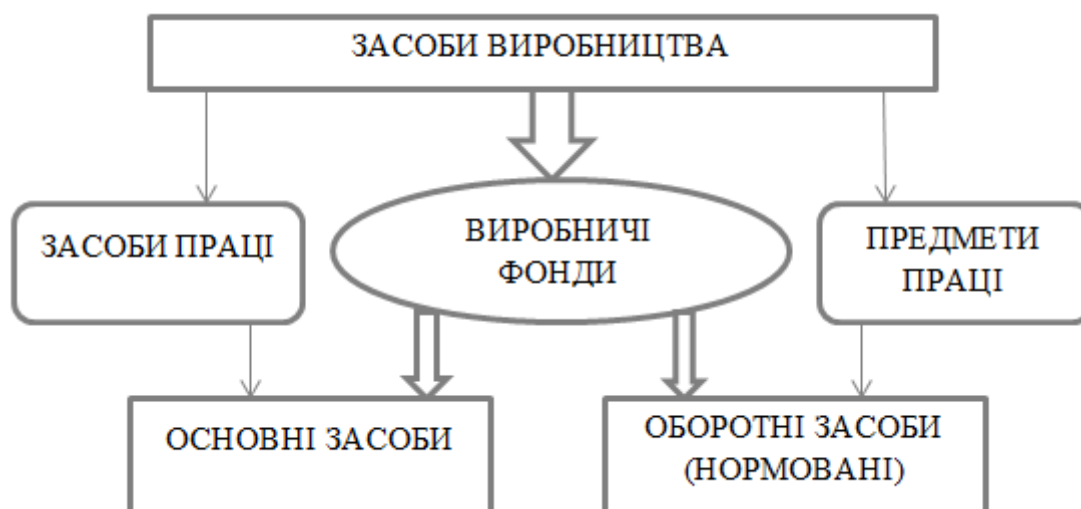 ЗАСОБИ ВИРОБНИЦТВА
ЗАСОБИ ПРАЦІ
ВИРОБНИЧІ
ФОНДИ
ПРЕДМЕТИ
ПРАЦІ
ОСНОВНІ ЗАСОБИ
ОБОРОТНІ ЗАСОБИ
(НОРМОВАНІ)